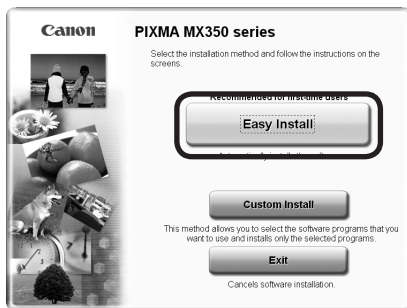 Canon
PIXMA MX350 series
Select the installation method and follow the instructions on the
screens.
Recommended for first-time users
Easy Install
Custom Install
This method allows you to select the software programs that you
want to use and installs only the selected programs.
Exit
Cancels software installation.